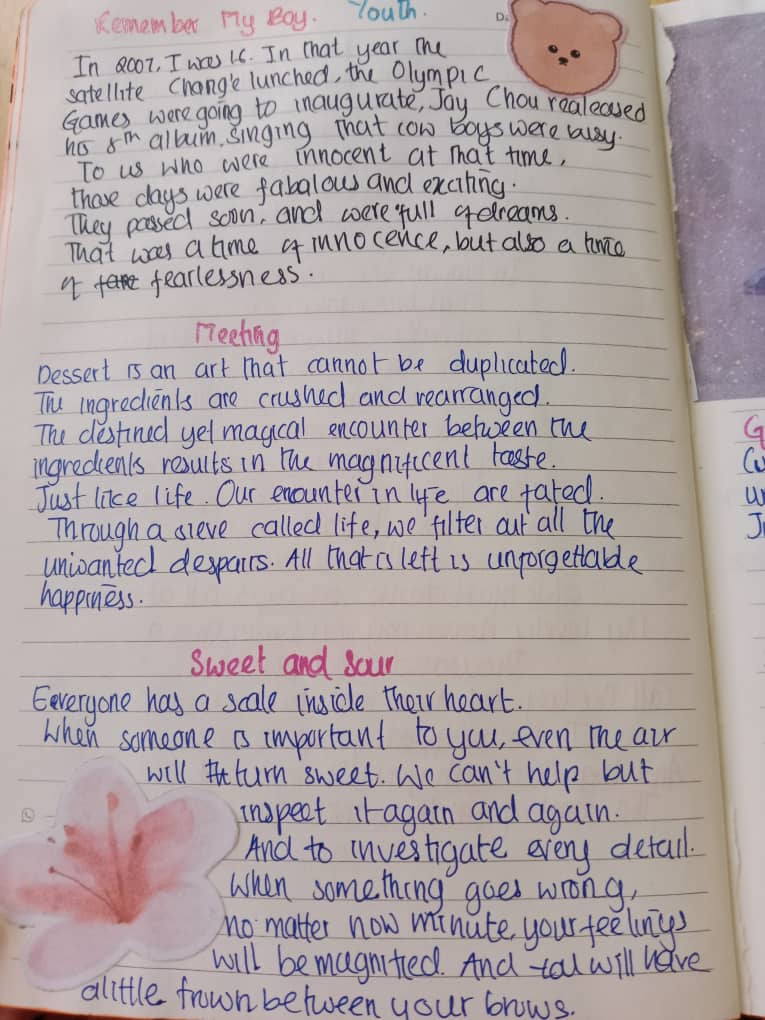 Remember My Boy. Youth.
In 2007, I was 16. In that year the
satellite Chang'e lunched, the Olympic
Games were going to inaugurate, Jay Chou realeased
his 8th album, singing that cow boys were busy.
To us who were innocent at that time,
those days were fabalous and exciting.
They passed soon, and were full of dreams.
That was a time of innocence, but also a time
of fearlessness.
Meeting
Dessert is an art that cannot be duplicated.
The ingredients are crushed and rearranged.
The destined yet magical encounter between the
ingredients results in the magnificent taste.
Just like life. Our enounter in life are fated.
Through a sieve called life, we filter out all the
unwanted despairs. All that is left is unforgettable
happiness.
Sweet and Sour
Eeveryone has a scale inside their heart.
When someone is important to you, even the air
will turn sweet. We can't help but
inspect it again and again.
And to investigate every detail.
When something goes wrong,
no matter how minute, your feelings
will be magnified. And will have
a little frown between your brows.
G